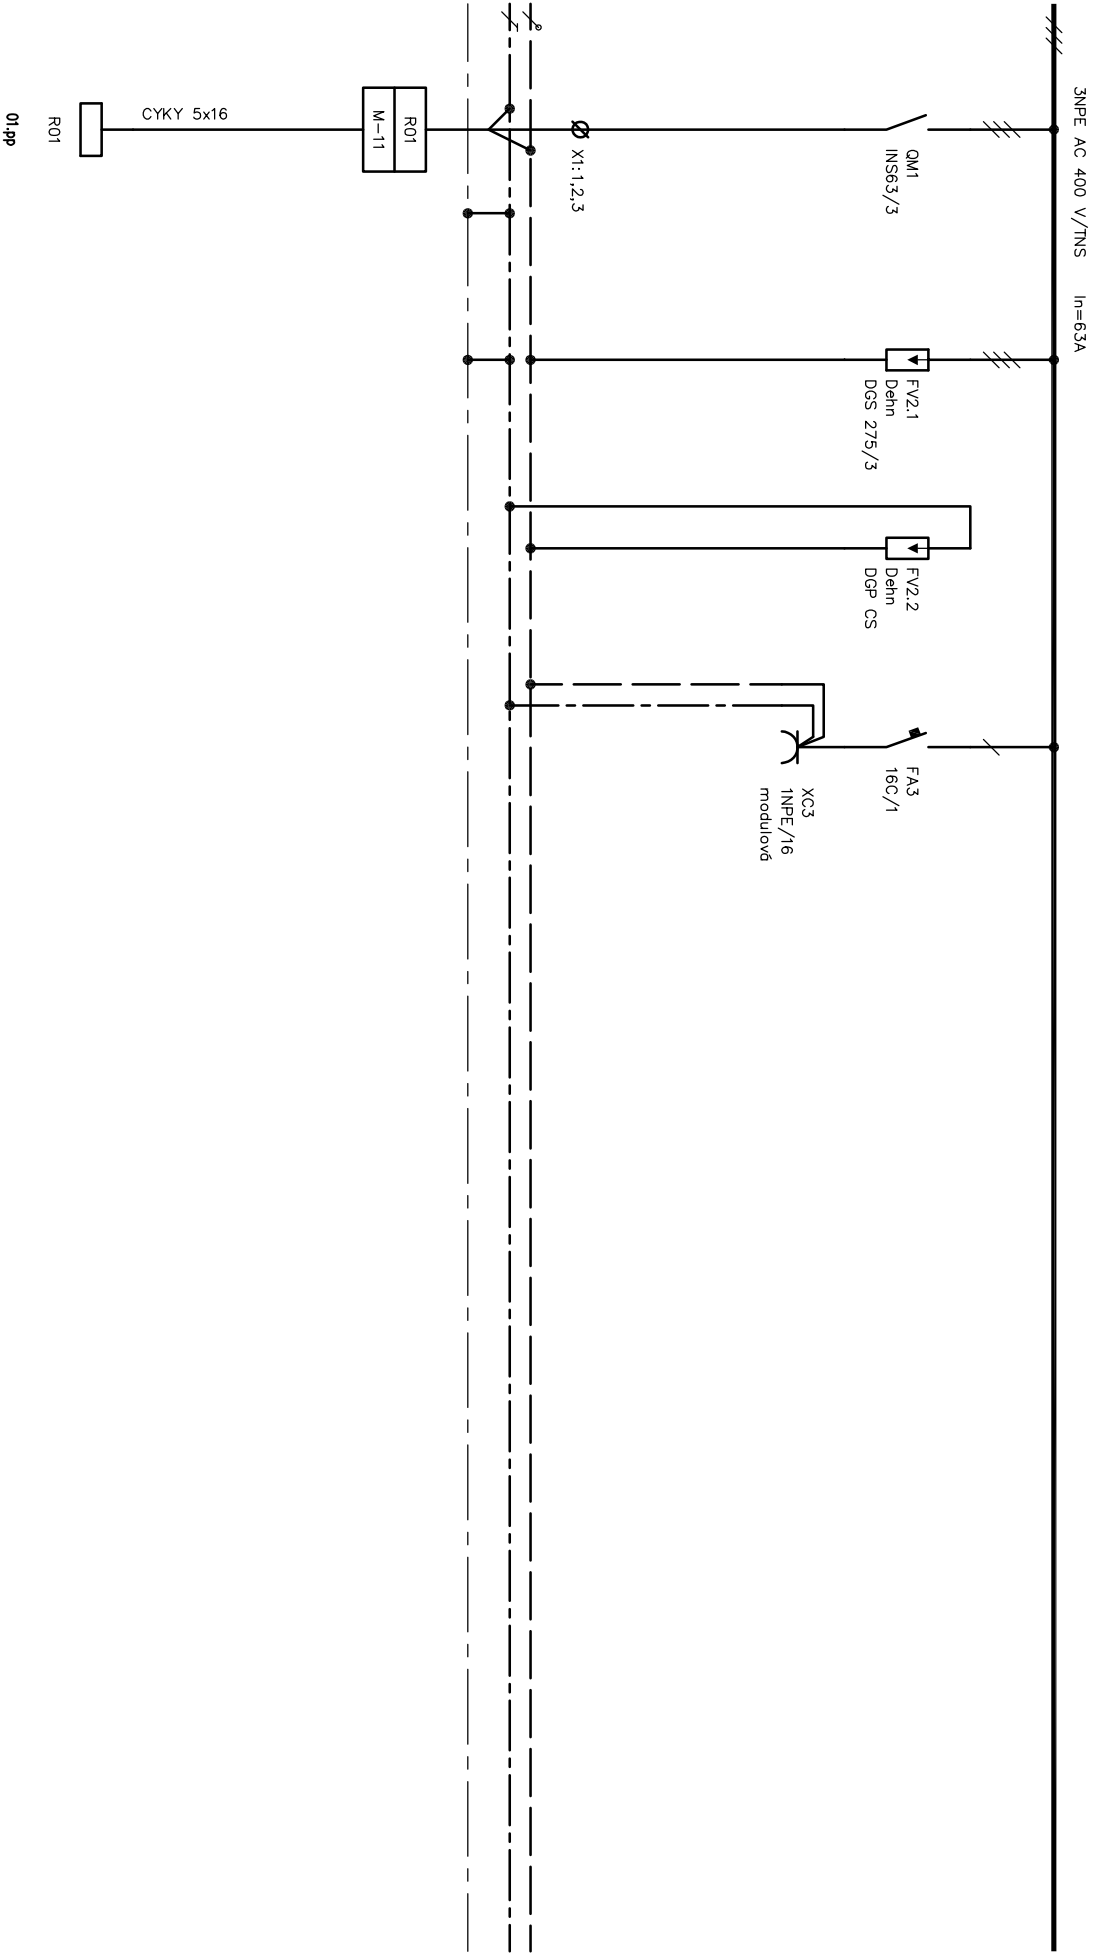 3NPE AC 400 V/TNS In=63A
QM1
INS63/3
X1:1,2,3
R01
M-11
CYKY 5x16
R01
01.pp
FV2.1
Dehn
DGS 275/3
FV2.2
Dehn
DGP CS
FA3
16C/1
XC3
1NPE/16
modulová